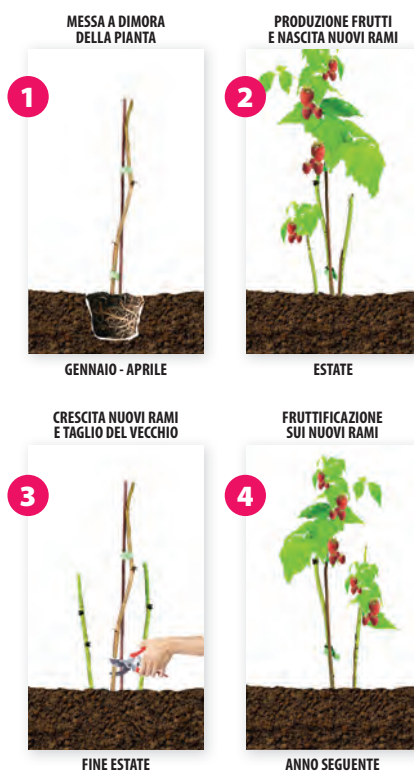 MESSA A DIMORA
DELLA PIANTA
1
GENNAIO - APRILE
PRODUZIONE FRUTTI
E NASCITA NUOVI RAMI
2
ESTATE
CRESCITA NUOVI RAMI
E TAGLIO DEL VECCHIO
3
FINE ESTATE
FRUTTIFICAZIONE
SUI NUOVI RAMI
4
ANNO SEGUENTE